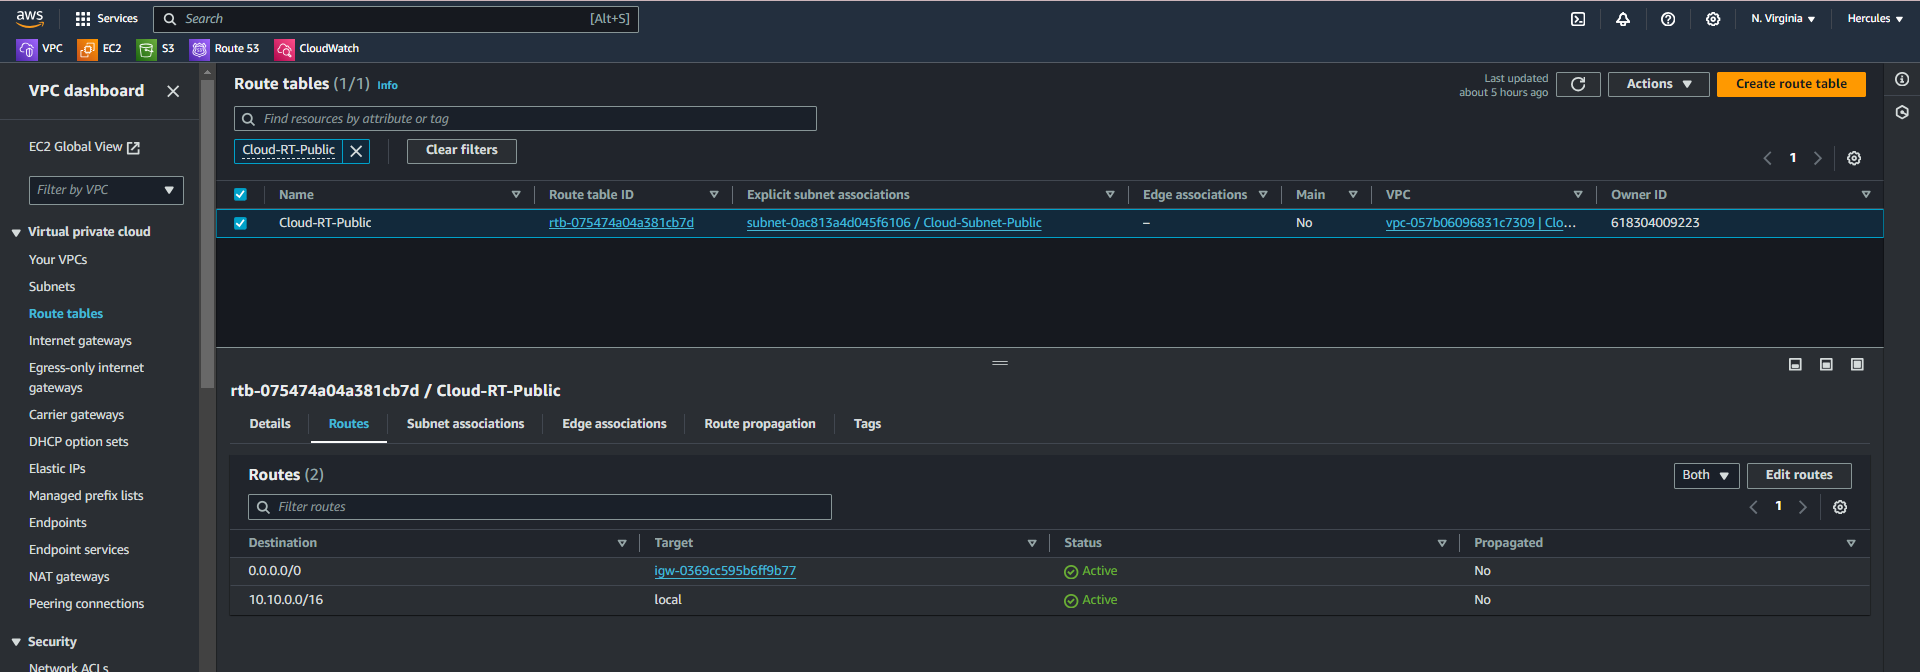 aws Services Search [Alt+S] N. Virginia Hercules
VPC EC2 S3 Route 53 CloudWatch
VPC dashboard
EC2 Global View
Filter by VPC
Virtual private cloud
Your VPCs
Subnets
Route tables
Internet gateways
Egress-only internet
gateways
Carrier gateways
DHCP option sets
Elastic IPs
Managed prefix lists
Endpoints
Endpoint services
NAT gateways
Peering connections
Security
Network ACLs
Route tables (1/1) Info
Last updated
about 5 hours ago
Actions
Create route table
Find resources by attribute or tag
Cloud-RT-Public
Clear filters
1
Name Route table ID Explicit subnet associations Edge associations Main VPC Owner ID
Cloud-RT-Public rtb-075474a04a381cb7d subnet-0ac813a4d045f6106 / Cloud-Subnet-Public – No vpc-057b06096831c7309 | Clo... 618304009223
rtb-075474a04a381cb7d / Cloud-RT-Public
Details Routes Subnet associations Edge associations Route propagation Tags
Routes (2)
Both
Edit routes
Filter routes
1
Destination Target Status Propagated
0.0.0.0/0 igw-0369cc595b6ff9b77 Active No
10.10.0.0/16 local Active No